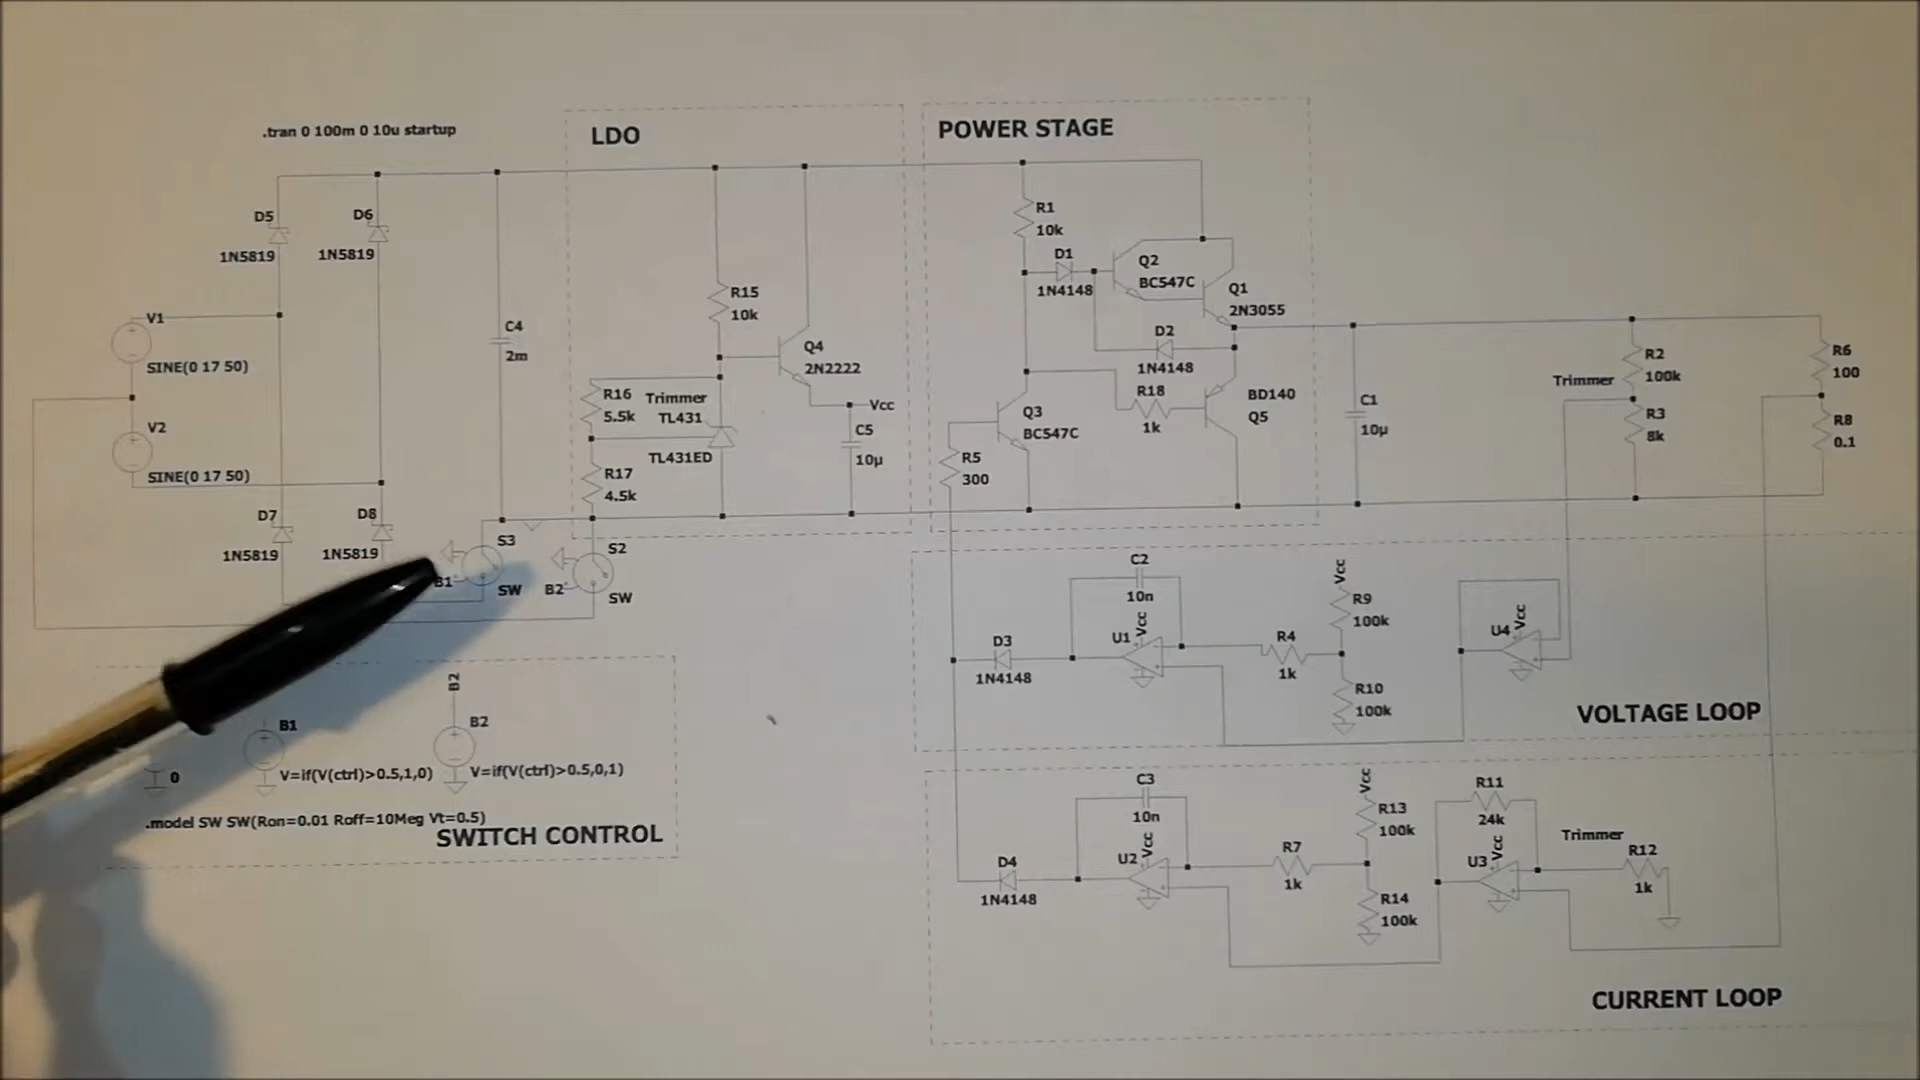 .tran 0 100m 0 10u startup
LDO
POWER STAGE
D5
1N5819
D6
1N5819
V1
SINE(0 17 50)
V2
SINE(0 17 50)
D7
1N5819
D8
1N5819
C4
2m
S3
B1
SW
S2
B2
SW
R15
10k
Q4
2N2222
R16
5.5k
Trimmer
TL431
TL431ED
R17
4.5k
Vcc
C5
10µ
R1
10k
D1
1N4148
Q2
BC547C
Q1
2N3055
D2
1N4148
R18
1k
BD140
Q5
Q3
BC547C
R5
300
C1
10µ
Trimmer
R2
100k
R3
8k
R6
100
R8
0.1
C2
10n
U1
Vcc
D3
1N4148
R4
1k
Vcc
R9
100k
R10
100k
U4
Vcc
VOLTAGE LOOP
C3
10n
U2
Vcc
D4
1N4148
R7
1k
Vcc
R13
100k
R14
100k
R11
24k
U3
Vcc
Trimmer
R12
1k
CURRENT LOOP
0
B1
V=if(V(ctrl)>0.5,1,0)
B2
B2
V=if(V(ctrl)>0.5,0,1)
.model SW SW(Ron=0.01 Roff=10Meg Vt=0.5)
SWITCH CONTROL